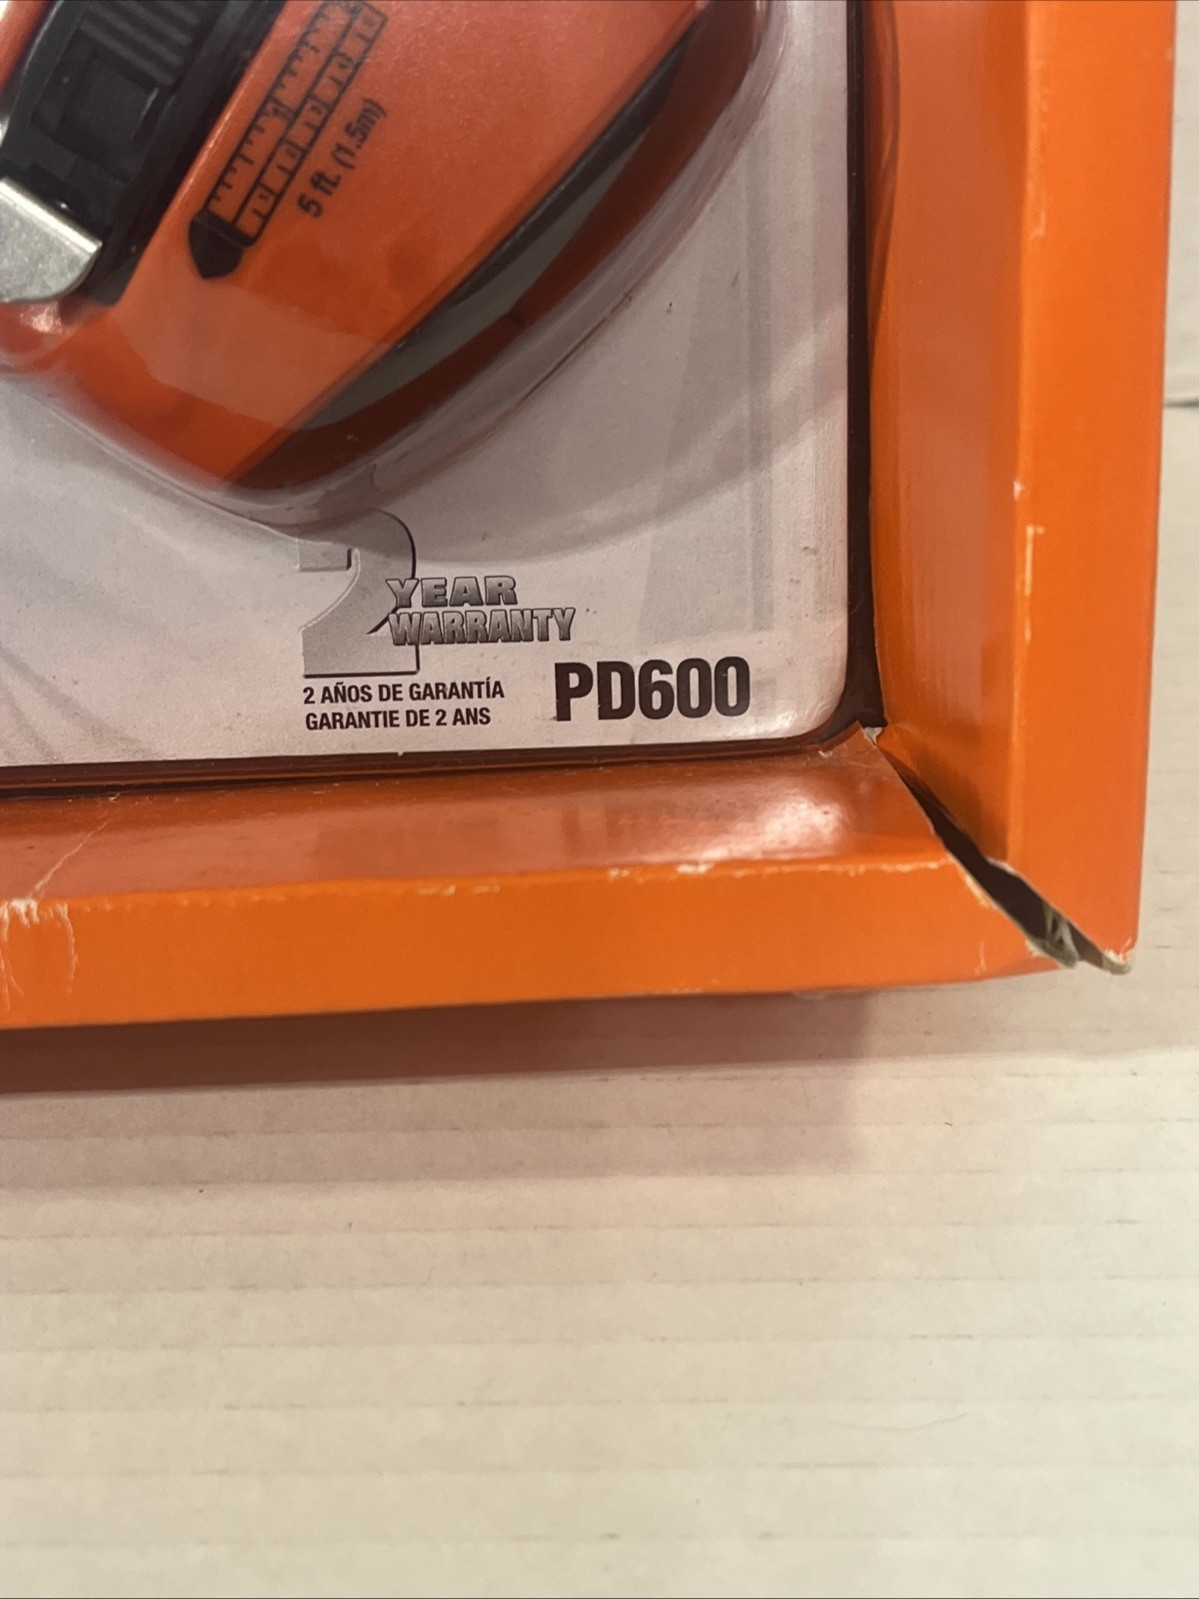 5 ft. (1.5m)
2 YEAR
WARRANTY
2 AÑOS DE GARANTÍA
GARANTIE DE 2 ANS
PD600